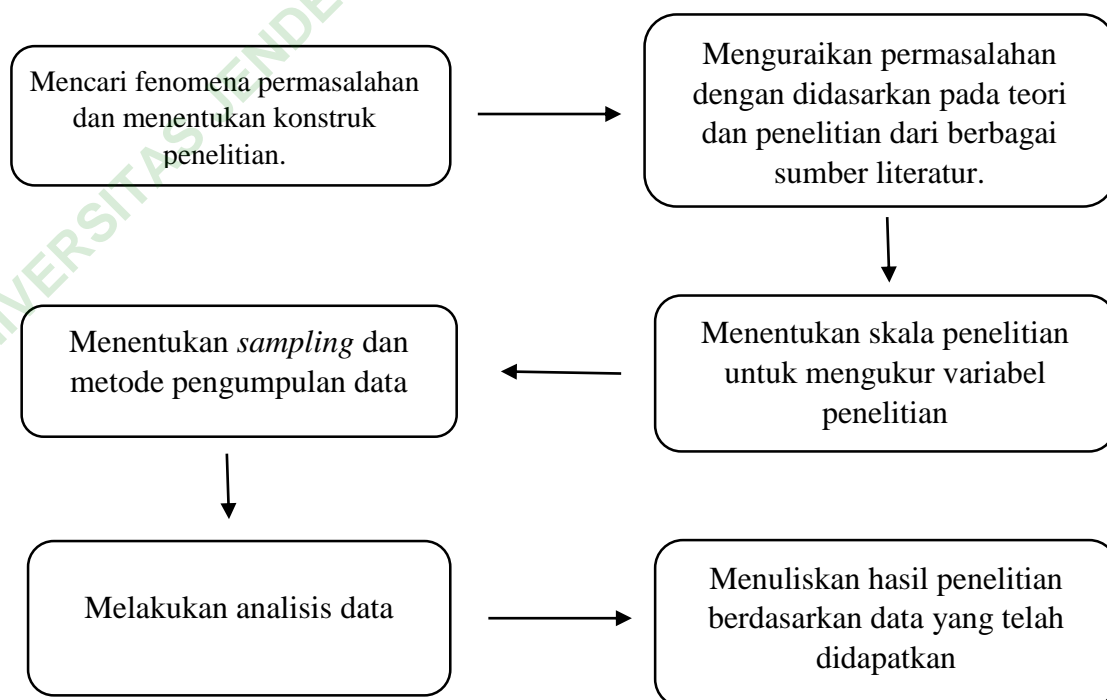 Mencari fenomena permasalahan
dan menentukan konstruk
penelitian.
Menguraikan permasalahan
dengan didasarkan pada teori
dan penelitian dari berbagai
sumber literatur.
Menentukan skala penelitian
untuk mengukur variabel
penelitian
Menentukan sampling dan
metode pengumpulan data
Melakukan analisis data
Menuliskan hasil penelitian
berdasarkan data yang telah
didapatkan